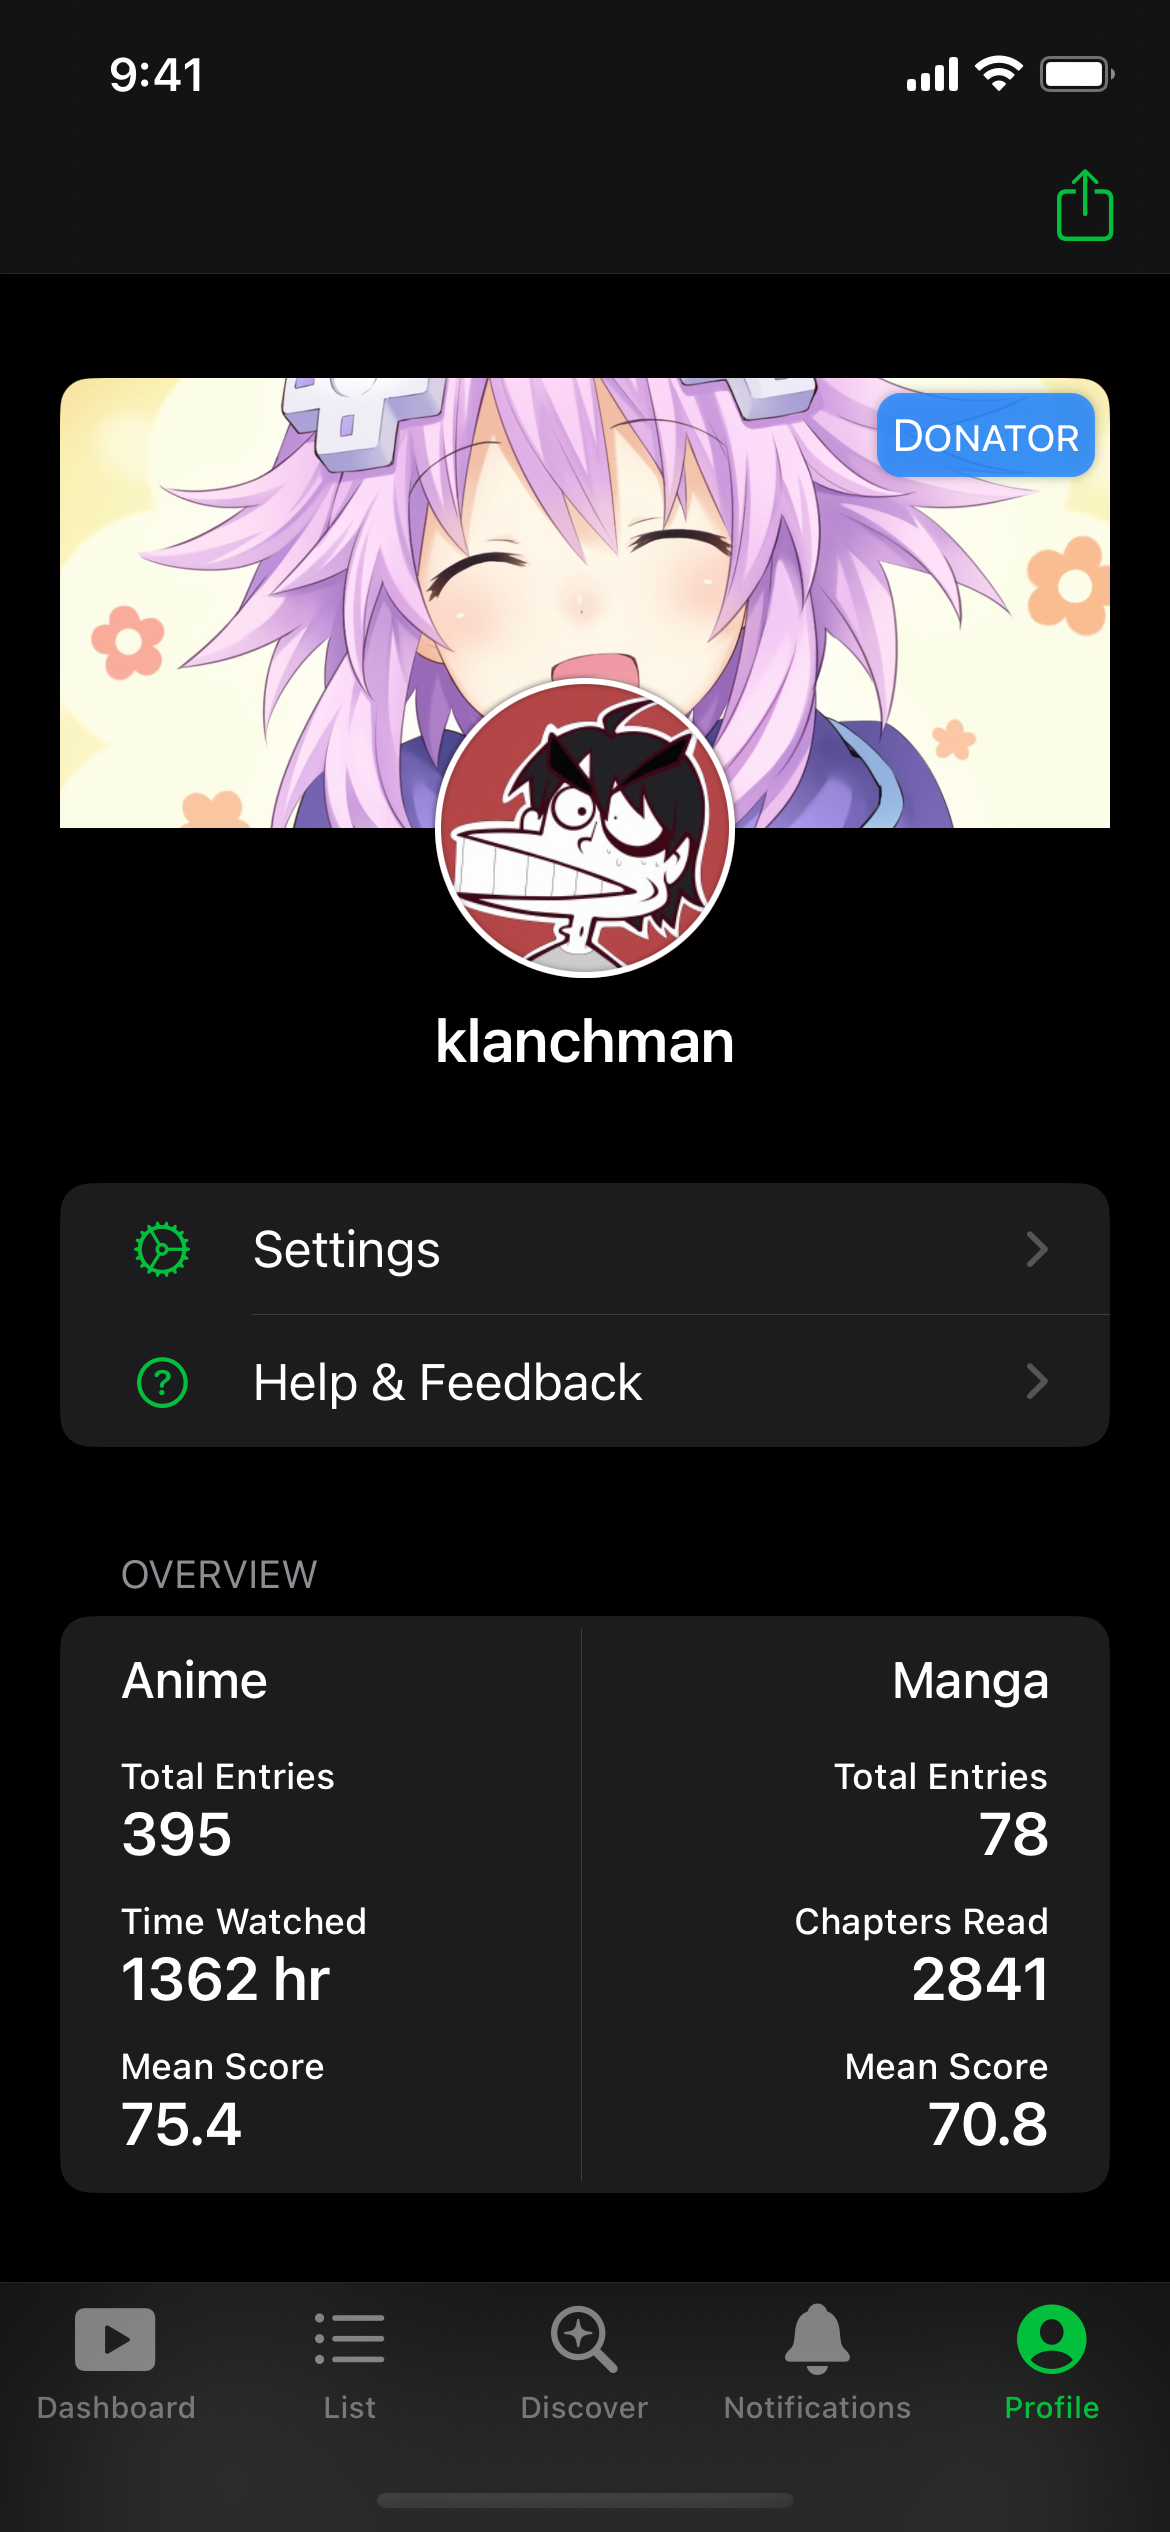 9:41
DONATOR
klanchman
Settings
Help & Feedback
OVERVIEW
Anime
Manga
Total Entries
Total Entries
395
78
Time Watched
Chapters Read
1362 hr
2841
Mean Score
Mean Score
75.4
70.8
Dashboard
List
Discover
Notifications
Profile